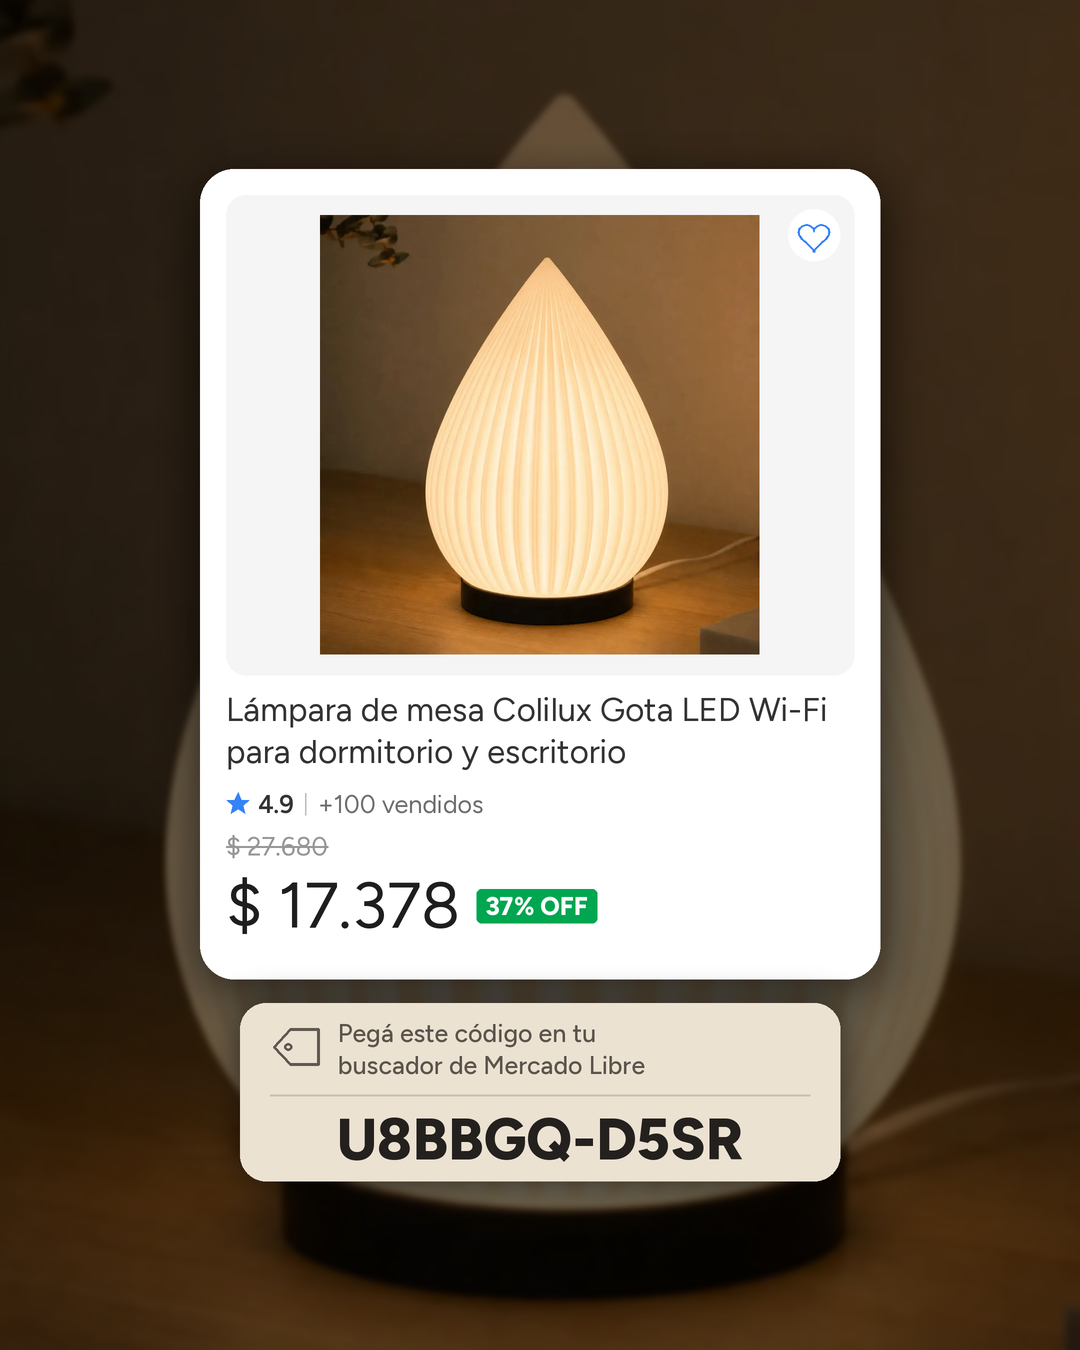 Lámpara de mesa Colilux Gota LED Wi-Fi
para dormitorio y escritorio
4.9 | +100 vendidos
$ 27.680
$ 17.378 37% OFF
Pegá este código en tu
buscador de Mercado Libre
U8BBGQ-D5SR